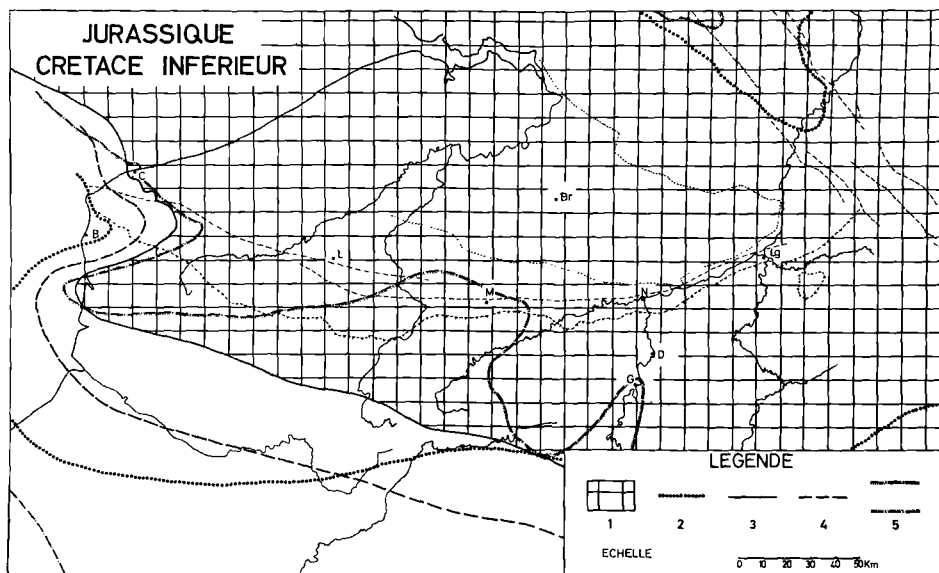 JURASSIQUE
CRETACE INFERIEUR
C
B
L
Br
M
N
Lg
D
G
LEGENDE
1 2 3 4 5
ECHELLE 0 10 20 30 40 50Km